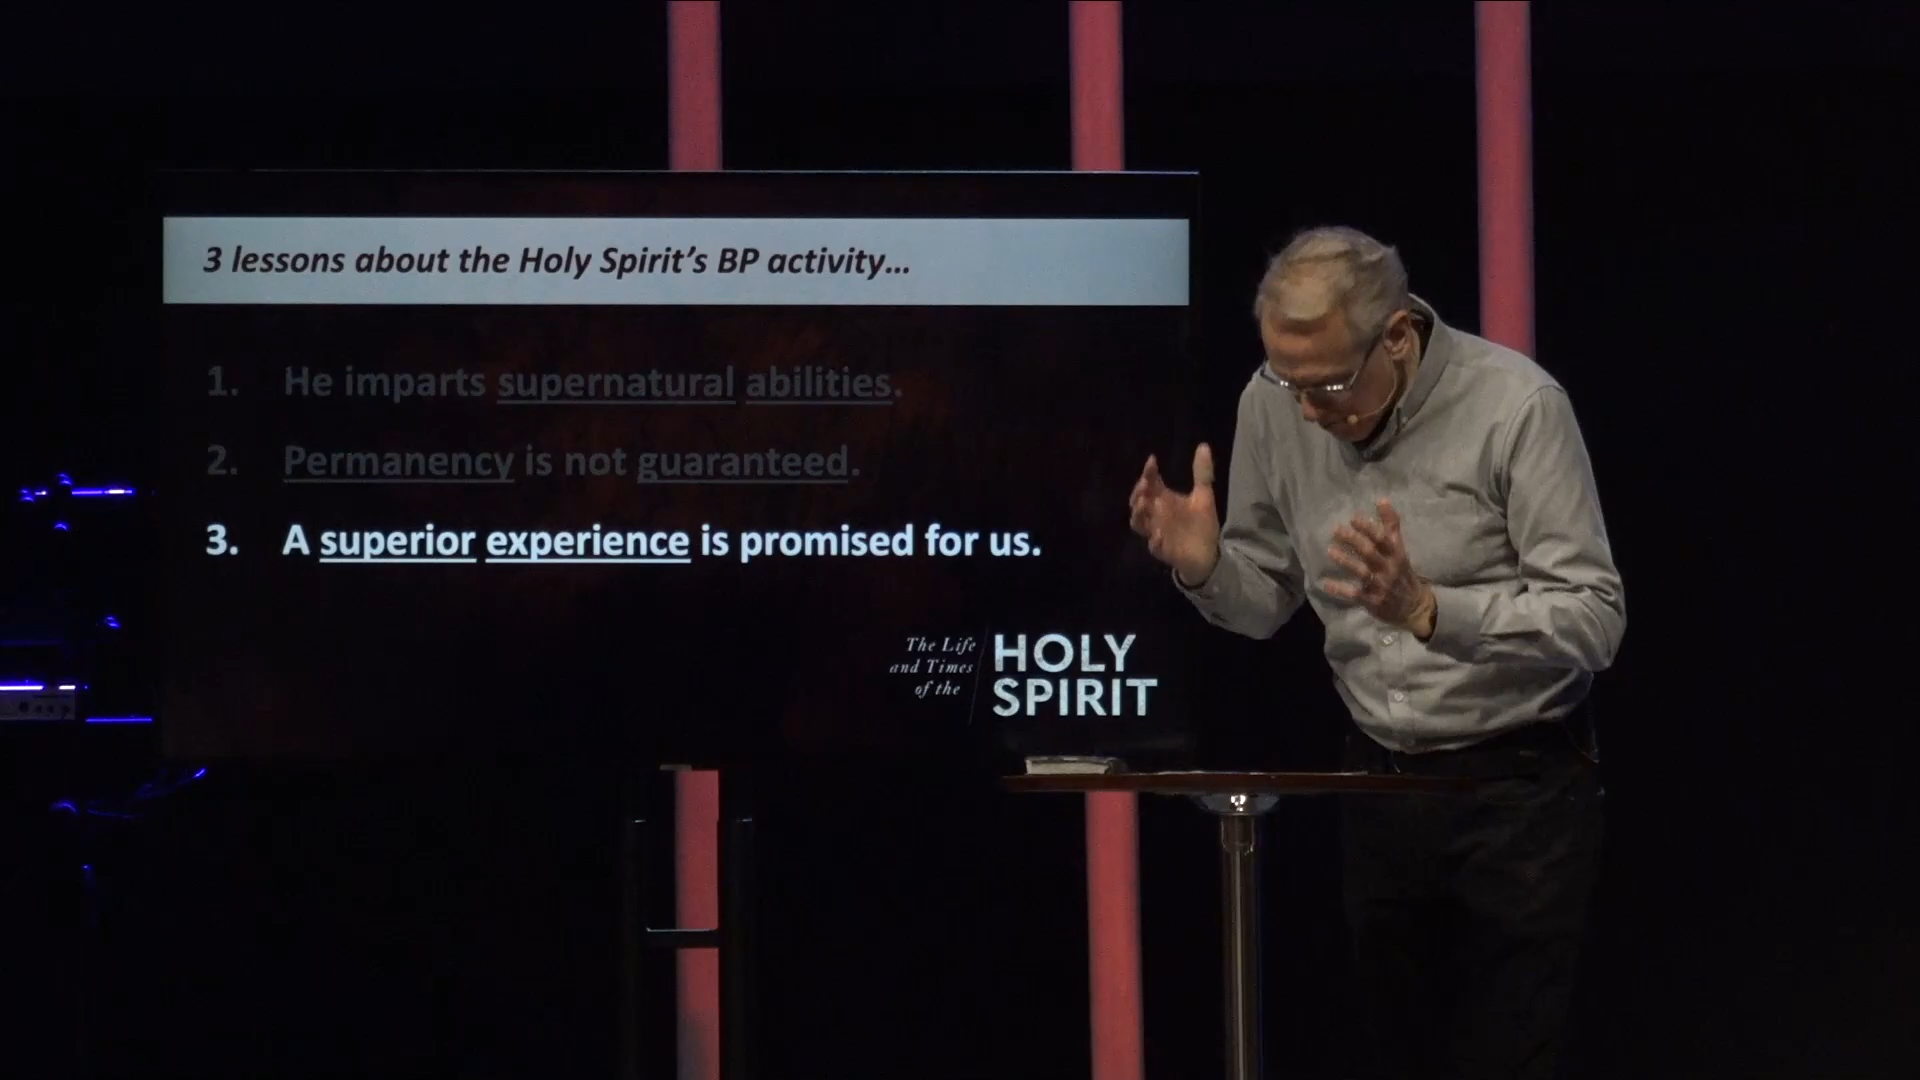 3 lessons about the Holy Spirit's BP activity...
1. He imparts supernatural abilities.
2. Permanency is not guaranteed.
3. A superior experience is promised for us.
The Life
and Times
of the
HOLY
SPIRIT